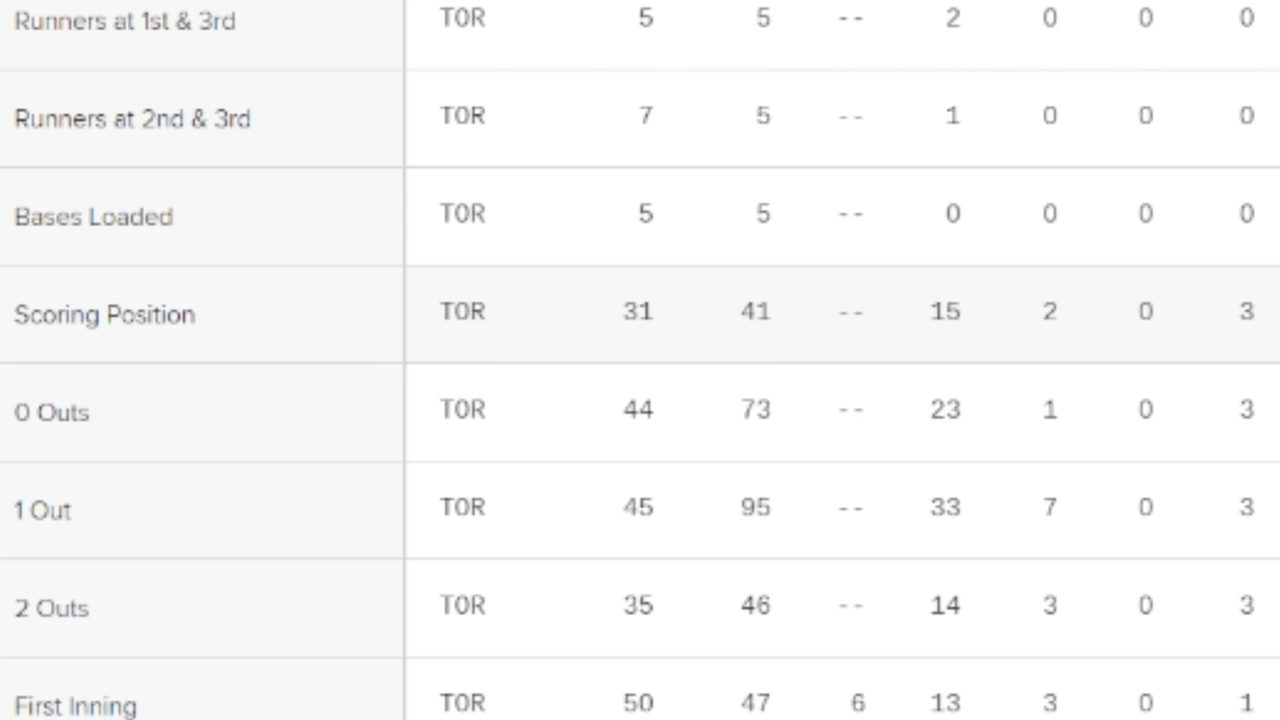 Runners at 1st & 3rd TOR 5 5 -- 2 0 0 0
Runners at 2nd & 3rd TOR 7 5 -- 1 0 0 0
Bases Loaded TOR 5 5 -- 0 0 0 0
Scoring Position TOR 31 41 -- 15 2 0 3
0 Outs TOR 44 73 -- 23 1 0 3
1 Out TOR 45 95 -- 33 7 0 3
2 Outs TOR 35 46 -- 14 3 0 3
First Inning TOR 50 47 6 13 3 0 1